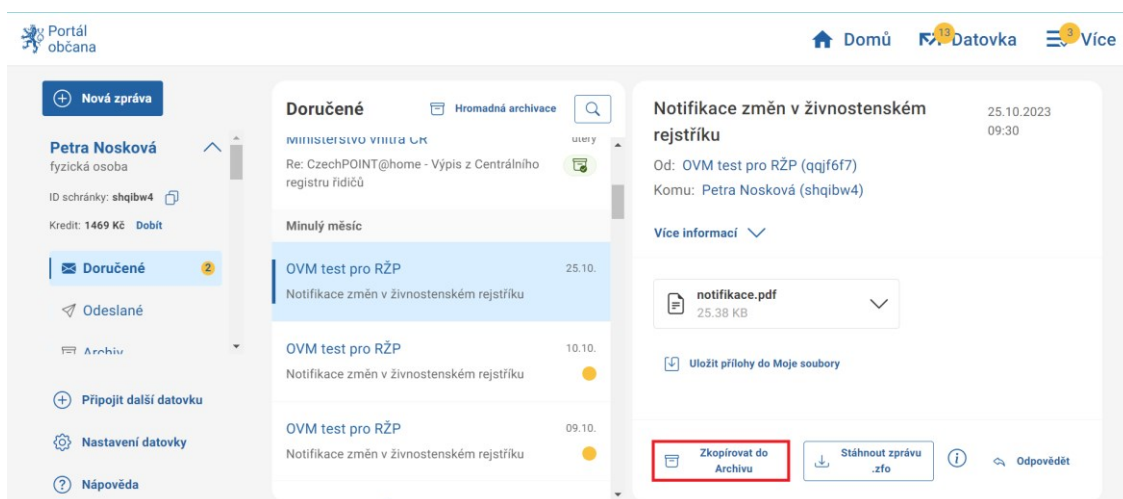 Portál
občana
Domů
13
Datovka
3
Více
Nová zpráva
Petra Nosková
fyzická osoba
ID schránky: shqibw4
Kredit: 1469 Kč Dobít
Doručené
2
Odeslané
Archiv
Připojit další datovku
Nastavení datovky
Nápověda
Doručené
Hromadná archivace
Ministerstvo vnitra ČR
úterý
Re: CzechPOINT@home - Výpis z Centrálního
registru řidičů
Minulý měsíc
OVM test pro RŽP
25.10.
Notifikace změn v živnostenském rejstříku
OVM test pro RŽP
10.10.
Notifikace změn v živnostenském rejstříku
OVM test pro RŽP
09.10.
Notifikace změn v živnostenském rejstříku
Notifikace změn v živnostenském
rejstříku
25.10.2023
09:30
Od: OVM test pro RŽP (qqjf6f7)
Komu: Petra Nosková (shqibw4)
Více informací
notifikace.pdf
25.38 KB
Uložit přílohy do Moje soubory
Zkopírovat do
Archivu
Stáhnout zprávu
.zfo
Odpovědět